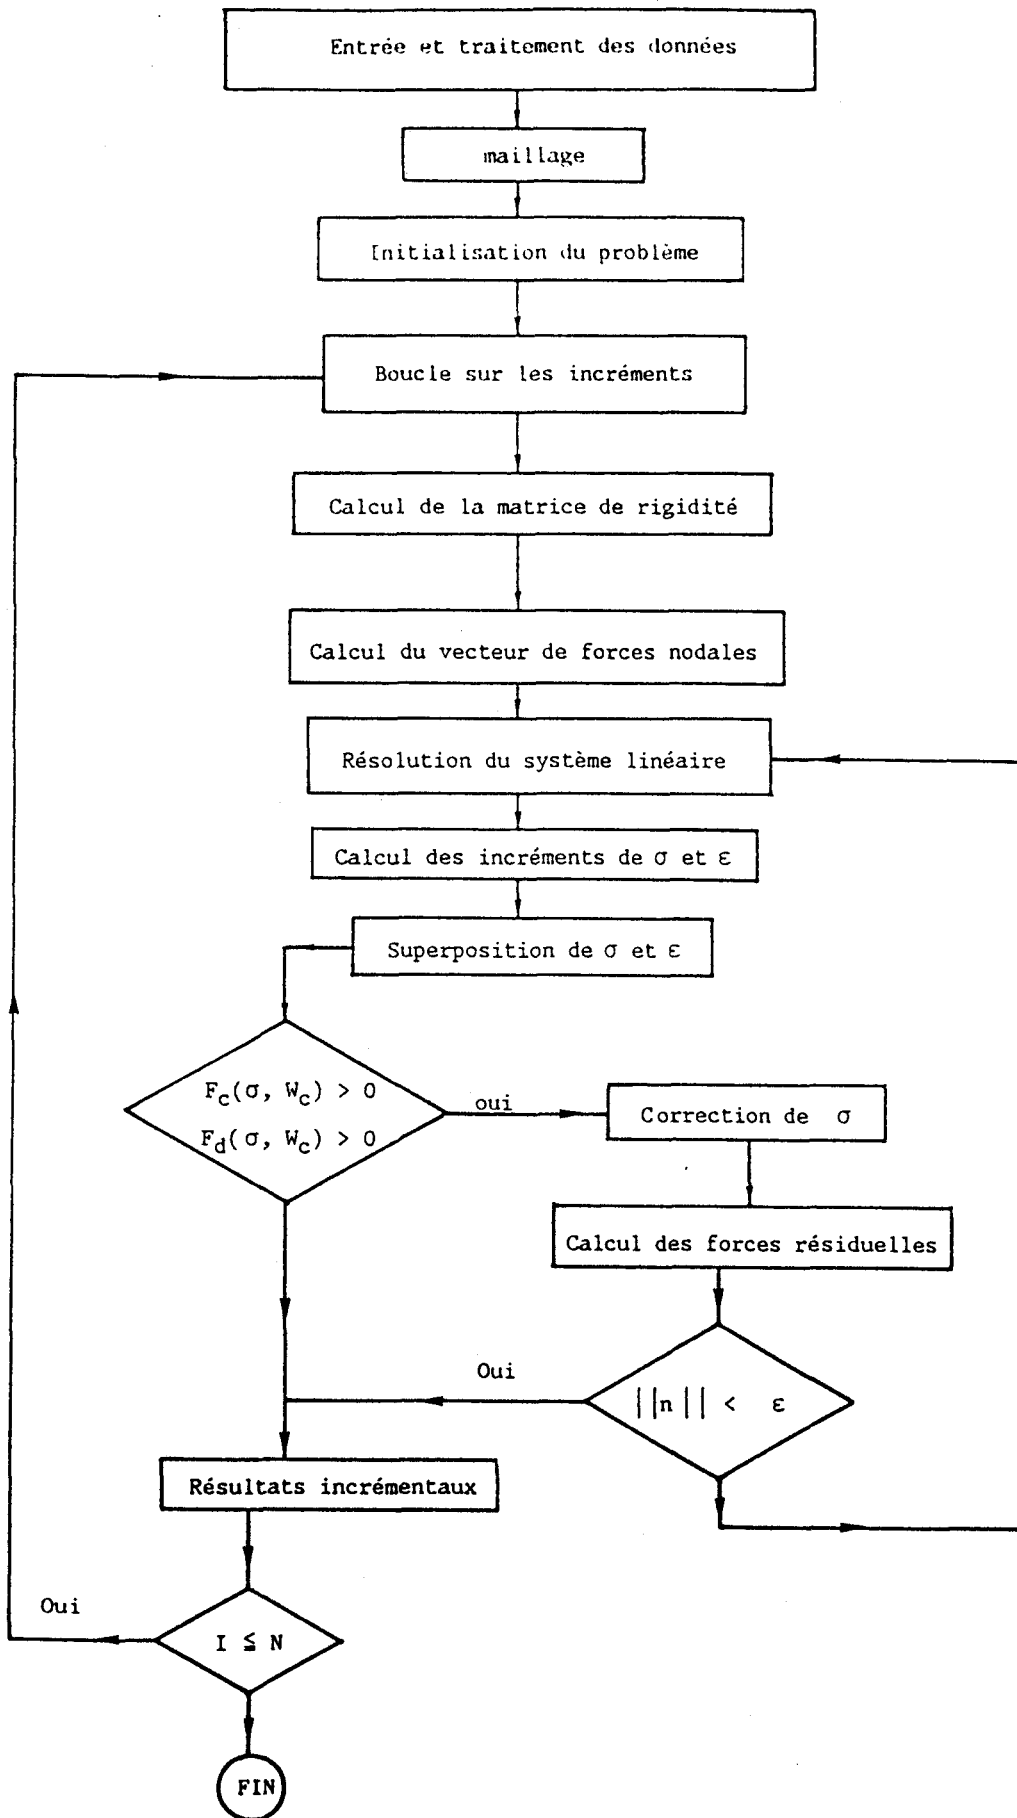 Entrée et traitement des données
maillage
Initialisation du problème
Boucle sur les incréments
Calcul de la matrice de rigidité
Calcul du vecteur de forces nodales
Résolution du système linéaire
Calcul des incréments de σ et ε
Superposition de σ et ε
F_c(σ, W_c) > 0
F_d(σ, W_c) > 0
oui
Correction de σ
Calcul des forces résiduelles
Oui
||n|| < ε
Résultats incrémentaux
Oui
I ≦ N
FIN